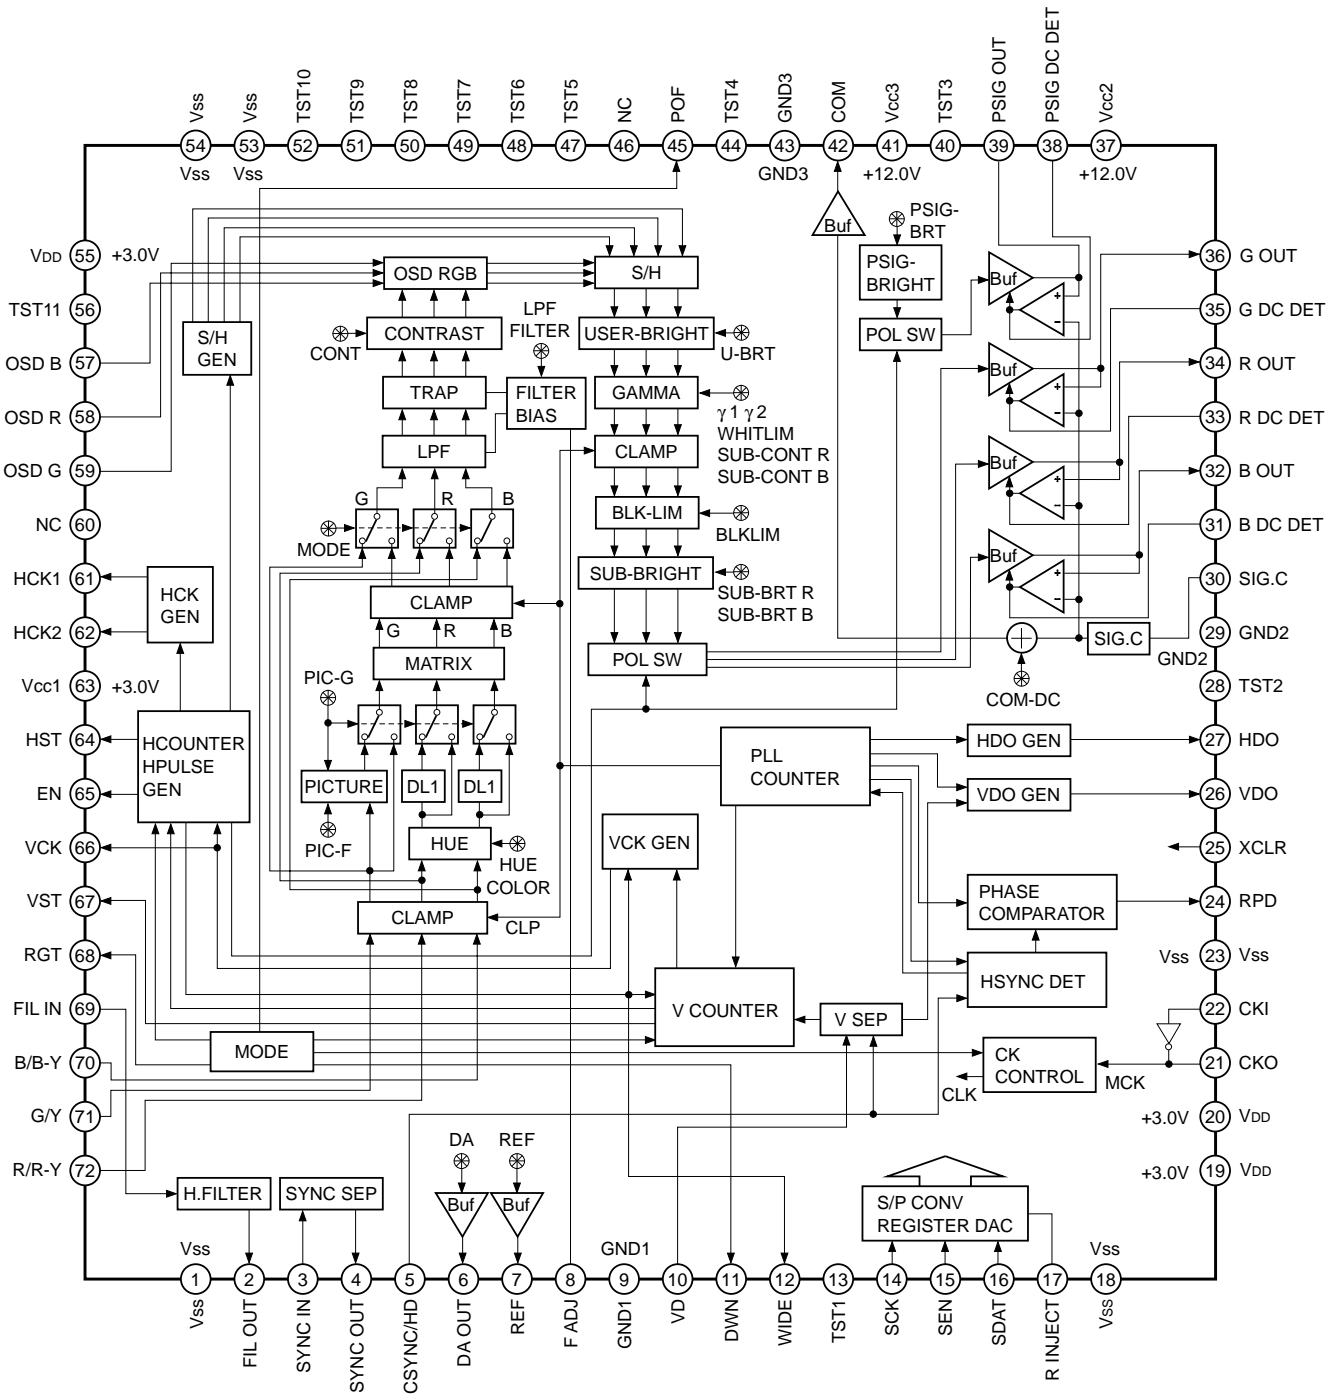 Vss
Vss
TST10
TST9
TST8
TST7
TST6
TST5
NC
POF
TST4
GND3
COM
Vcc3
TST3
PSIG OUT
PSIG DC DET
Vcc2
54
53
52
51
50
49
48
47
46
45
44
43
42
41
40
39
38
37
Vss
Vss
GND3
+12.0V
+12.0V
VDD
55
+3.0V
TST11
56
OSD B
57
OSD R
58
OSD G
59
NC
60
HCK1
61
HCK2
62
Vcc1
63
+3.0V
HST
64
EN
65
VCK
66
VST
67
RGT
68
FIL IN
69
B/B-Y
70
G/Y
71
R/R-Y
72
36
G OUT
35
G DC DET
34
R OUT
33
R DC DET
32
B OUT
31
B DC DET
30
SIG.C
29
GND2
GND2
28
TST2
27
HDO
26
VDO
25
XCLR
24
RPD
Vss
23
Vss
22
CKI
21
CKO
+3.0V
20
VDD
+3.0V
19
VDD
Buf
PSIG-
BRT
PSIG-
BRIGHT
POL SW
Buf
+
-
Buf
+
-
Buf
+
-
Buf
+
-
SIG.C
COM-DC
S/H
GEN
OSD RGB
S/H
CONT
CONTRAST
LPF
FILTER
USER-BRIGHT
U-BRT
TRAP
FILTER
BIAS
GAMMA
γ1 γ2
WHITLIM
SUB-CONT R
SUB-CONT B
LPF
CLAMP
G
R
B
MODE
BLK-LIM
BLKLIM
HCK
GEN
CLAMP
SUB-BRIGHT
SUB-BRT R
SUB-BRT B
G
R
B
MATRIX
POL SW
PIC-G
HCOUNTER
HPULSE
GEN
PICTURE
DL1
DL1
PIC-F
HUE
HUE
COLOR
CLAMP
CLP
PLL
COUNTER
HDO GEN
VDO GEN
VCK GEN
PHASE
COMPARATOR
HSYNC DET
V COUNTER
V SEP
MODE
CK
CONTROL
CLK
MCK
H.FILTER
SYNC SEP
DA
REF
Buf
Buf
S/P CONV
REGISTER DAC
Vss
GND1
Vss
1
2
3
4
5
6
7
8
9
10
11
12
13
14
15
16
17
18
Vss
FIL OUT
SYNC IN
SYNC OUT
CSYNC/HD
DA OUT
REF
F ADJ
GND1
VD
DWN
WIDE
TST1
SCK
SEN
SDAT
R INJECT
Vss